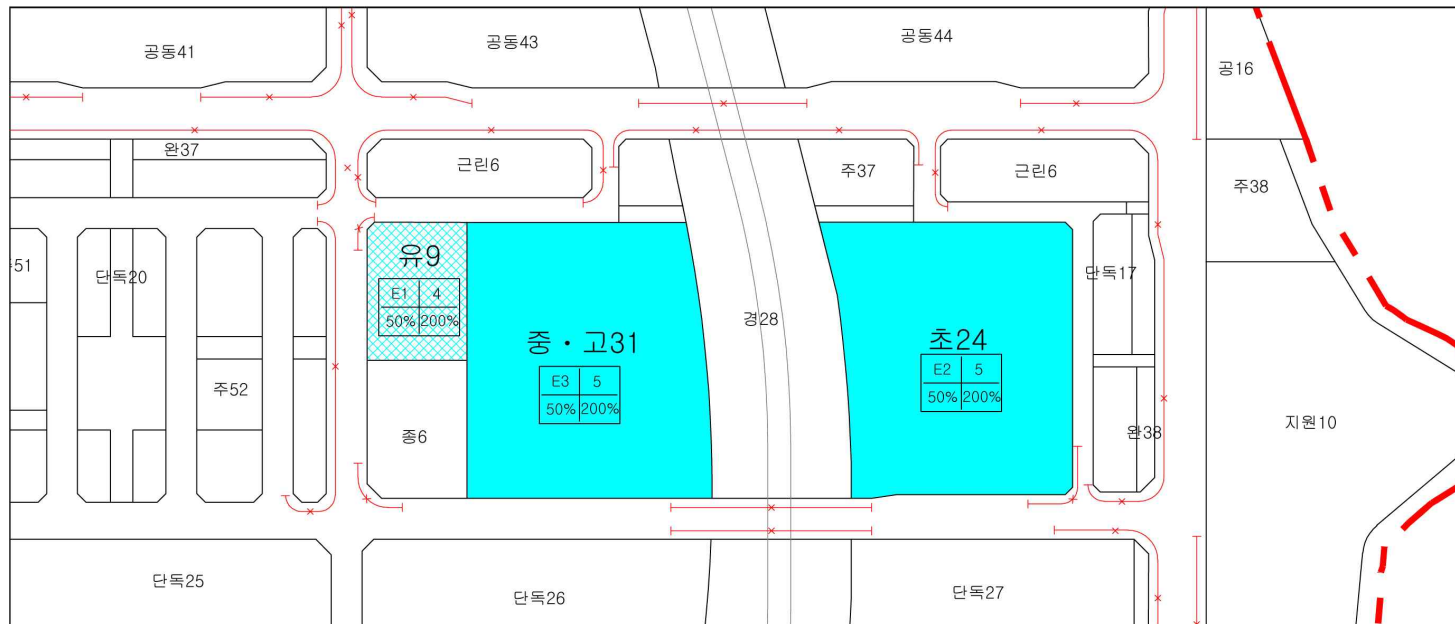 공동41
공동43
공동44
공16
완37
근린6
주37
근린6
주38
51
단독20
유9
E1 4
50% 200%
단독17
경28
중・고31
초24
E3 5
50% 200%
E2 5
50% 200%
주52
종6
완38
지원10
단독25
단독26
단독27